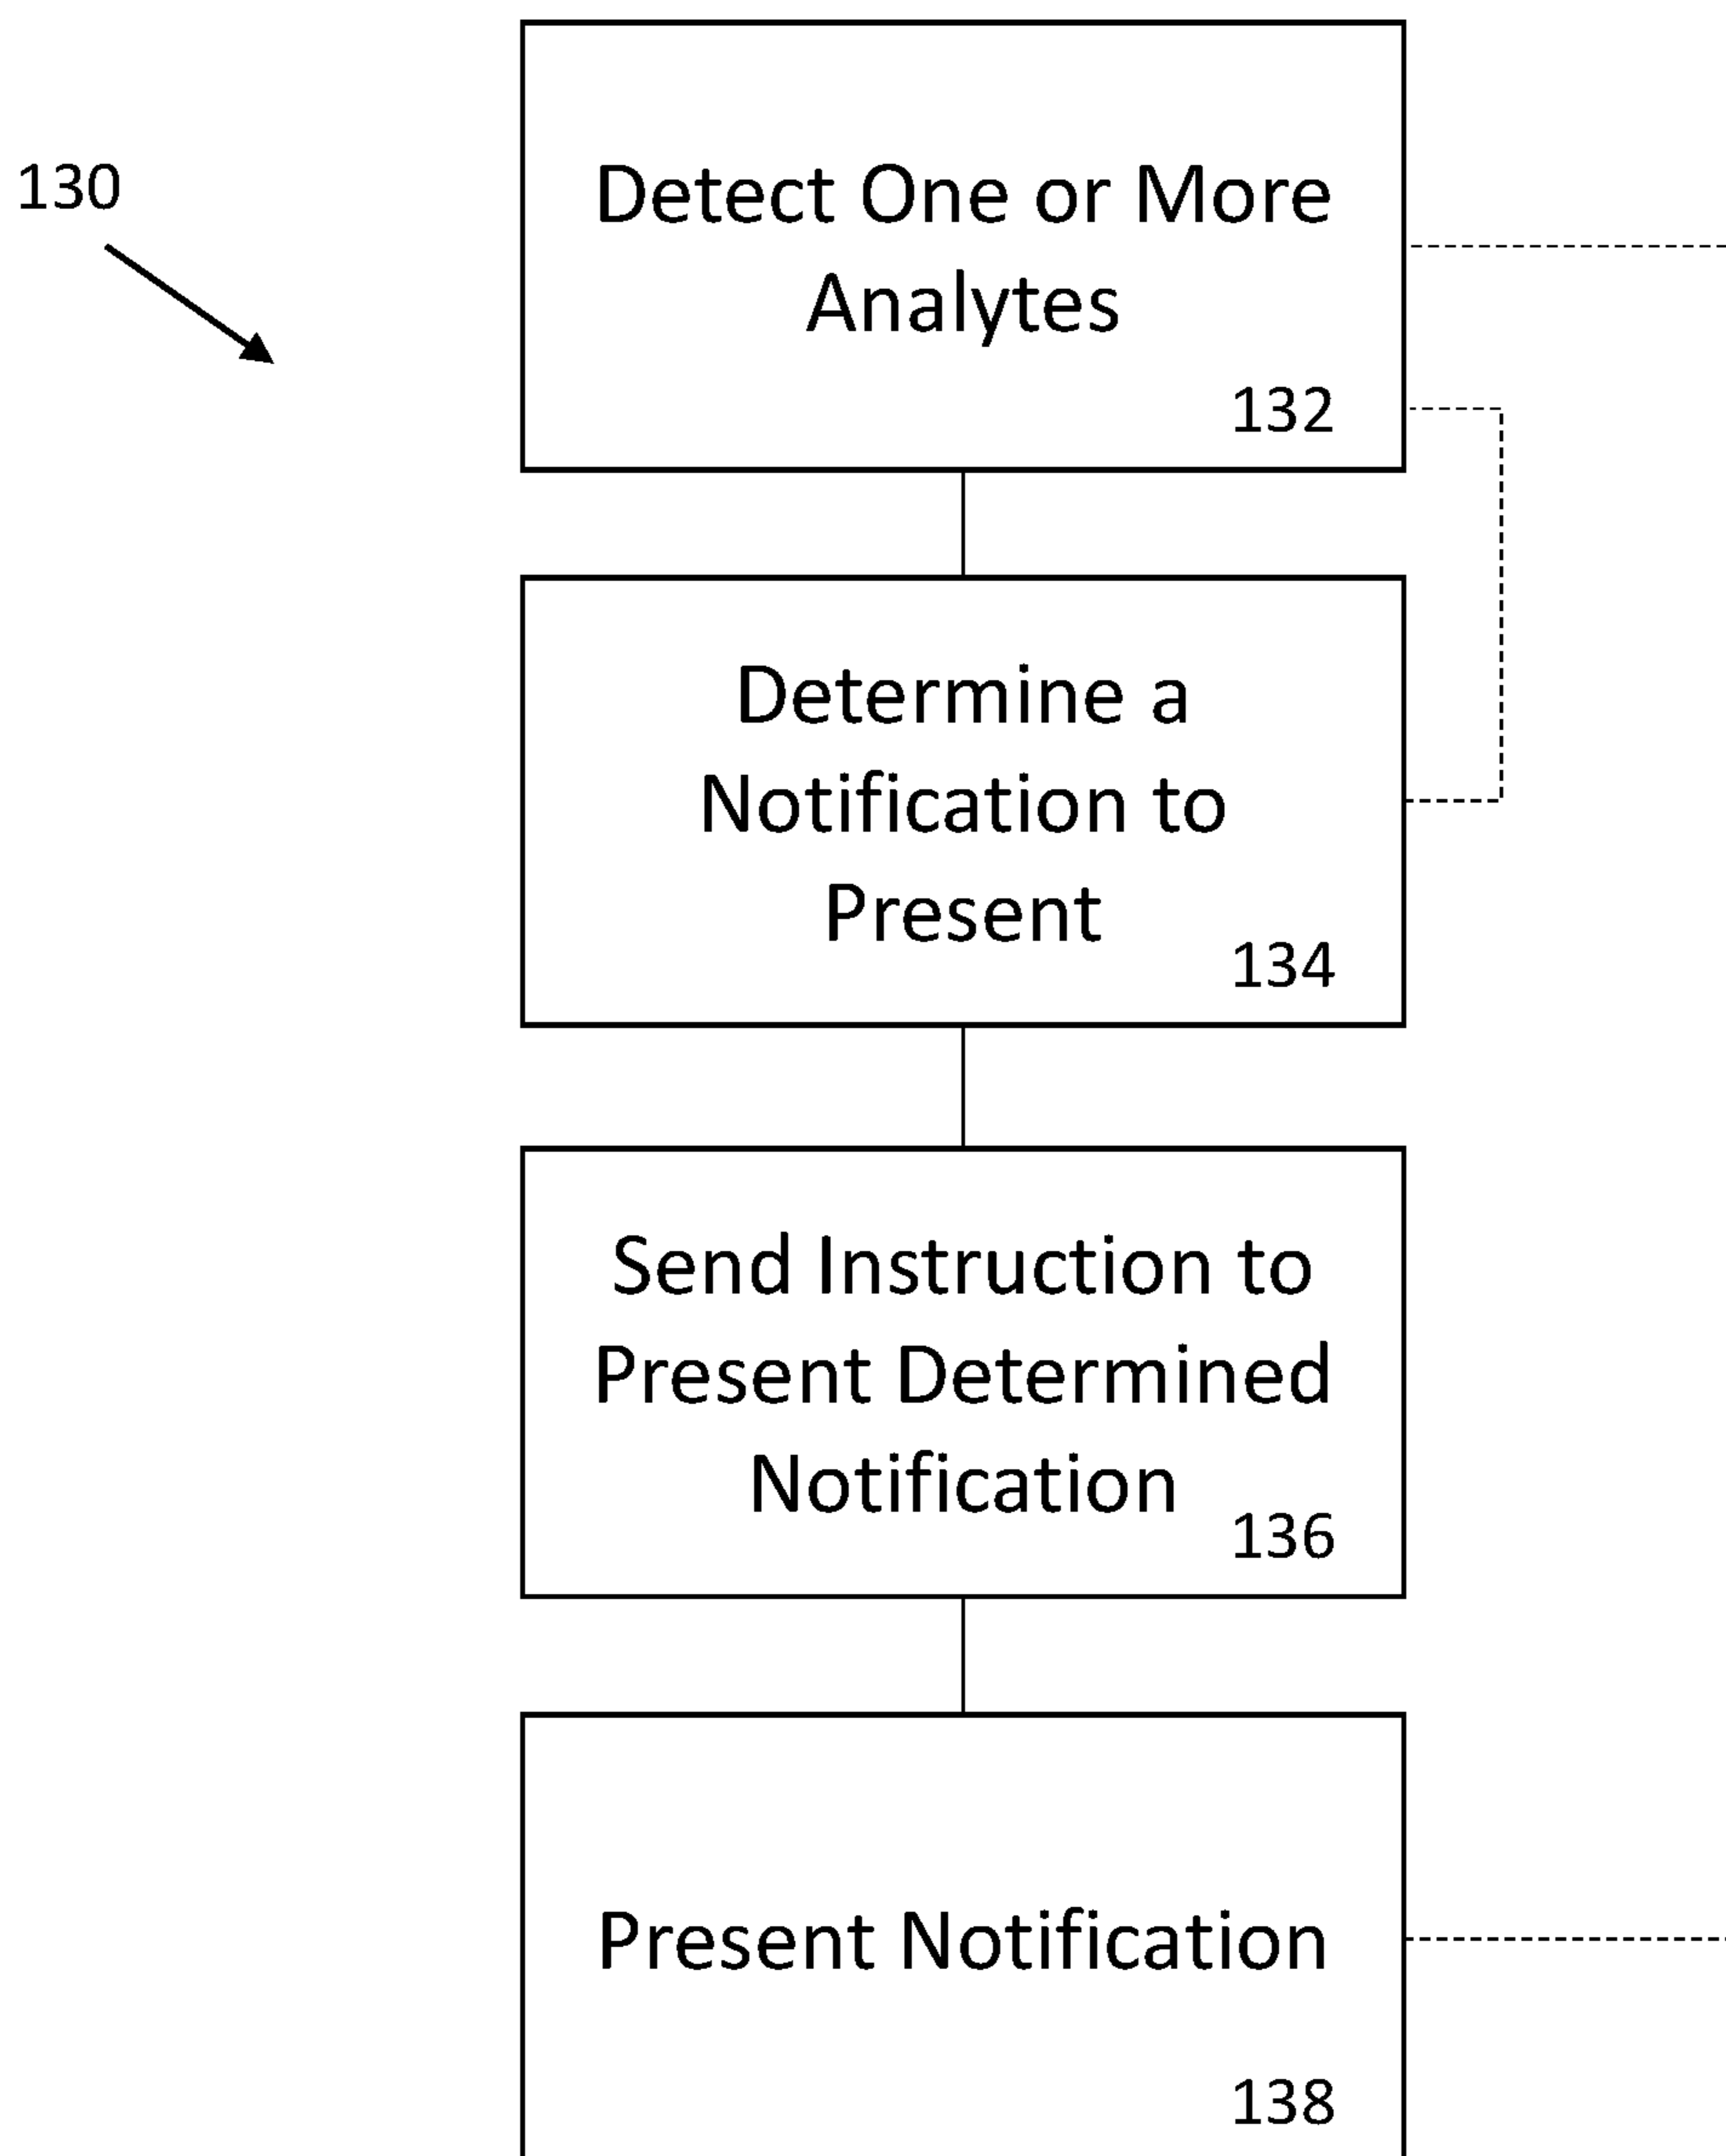 130
Detect One or More
Analytes
132
Determine a
Notification to
Present
134
Send Instruction to
Present Determined
Notification
136
Present Notification
138